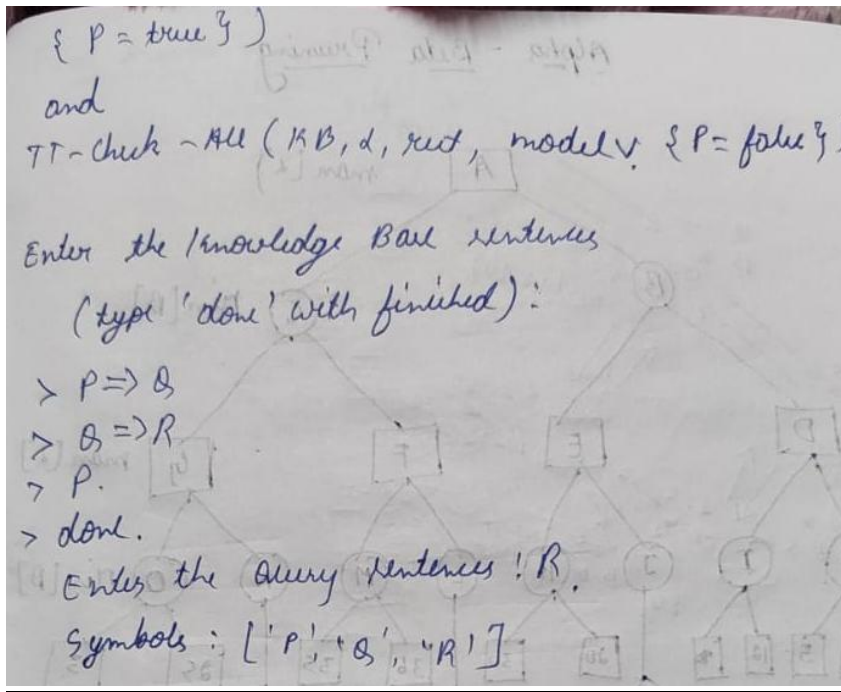 { P = true } )
and
TT-Check-All (KB, α, rest, model ∪ {P = false}
Enter the Knowledge Base sentences
(type 'done' with finished) :
> P => Q
> Q => R
> P.
> done.
Enter the Query sentences : R.
Symbols : ['P', 'Q', 'R']